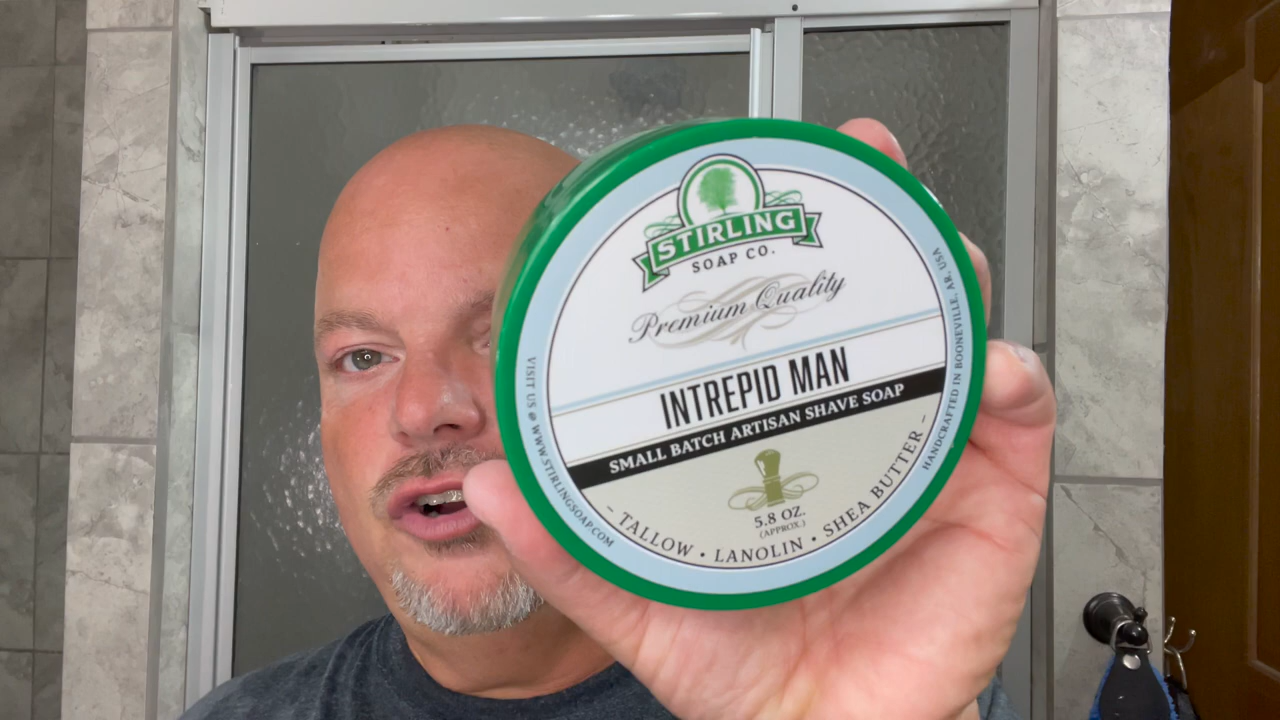 STIRLING
SOAP CO.
Premium Quality
INTREPID MAN
SMALL BATCH ARTISAN SHAVE SOAP
5.8 OZ.
(APPROX.)
- TALLOW • LANOLIN • SHEA BUTTER -
VISIT US @ WWW.STIRLINGSOAP.COM
HANDCRAFTED IN BOONEVILLE, AR, USA